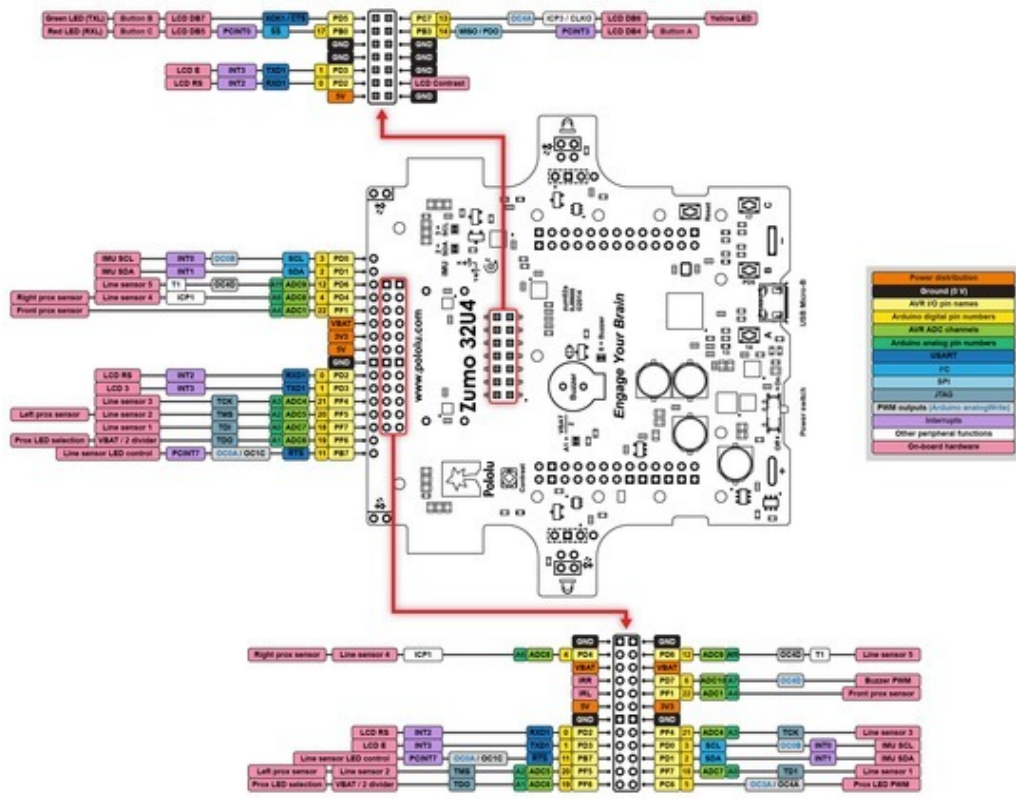 Green LED (TXL) Button B LCD DB7 XCK1 / CTS PD5 PC7 13 OC4A ICP3 / CLKO LCD DB6 Yellow LED
Red LED (RXL) Button C LCD DB5 PCINT0 SS 17 PB0 PB3 14 MISO / PDO PCINT3 LCD DB4 Button A
GND GND
GND GND
LCD E INT3 TXD1 1 PD3 GND
LCD RS INT2 RXD1 0 PD2 LCD Contrast
5V GND
Reset
C
B
A
USB Micro-B
Power switch
IMU SDA SCL
www.pololu.com
Zumo 32U4
Engage Your Brain
Buzzer
VBAT
Pololu
Contrast
IMU SCL INT0 OC0B SCL 3 PD0
IMU SDA INT1 SDA 2 PD1
Line sensor 5 T1 OC4D A11 ADC9 12 PD6
Right prox sensor Line sensor 4 ICP1 A6 ADC8 4 PD4
Front prox sensor A4 ADC1 22 PF1
VBAT
3V3
5V
GND
LCD RS INT2 RXD1 0 PD2
LCD 3 INT3 TXD1 1 PD3
Line sensor 3 TCK A3 ADC4 21 PF4
Left prox sensor Line sensor 2 TMS A2 ADC5 20 PF5
Line sensor 1 TDI A0 ADC7 18 PF7
Prox LED selection VBAT / 2 divider TDO A1 ADC6 19 PF6
Line sensor LED control PCINT7 OC0A / OC1C RTS 11 PB7
Power distribution
Ground (0 V)
AVR I/O pin names
Arduino digital pin numbers
AVR ADC channels
Arduino analog pin numbers
USART
I²C
SPI
JTAG
PWM outputs (Arduino analogWrite)
Interrupts
Other peripheral functions
On-board hardware
GND GND
Right prox sensor Line sensor 4 ICP1 A6 ADC8 4 PD4 PD6 12 ADC9 A11 OC4D T1 Line sensor 5
VBAT VBAT
IRR PD7 6 ADC10 A7 OC4D Buzzer PWM
IRL PF1 22 ADC1 A4 Front prox sensor
5V 3V3
GND GND
LCD RS INT2 RXD1 0 PD2 PF4 21 ADC4 A3 TCK Line sensor 3
LCD E INT3 TXD1 1 PD3 PD0 3 SCL OC0B INT0 IMU SCL
Line sensor LED control PCINT7 OC0A / OC1C RTS 11 PB7 PD1 2 SDA INT1 IMU SDA
Left prox sensor Line sensor 2 TMS A2 ADC5 20 PF5 PF7 18 ADC7 A0 TDI Line sensor 1
Prox LED selection VBAT / 2 divider TDO A1 ADC6 19 PF6 PC6 5 OC3A / OC4A Prox LED PWM